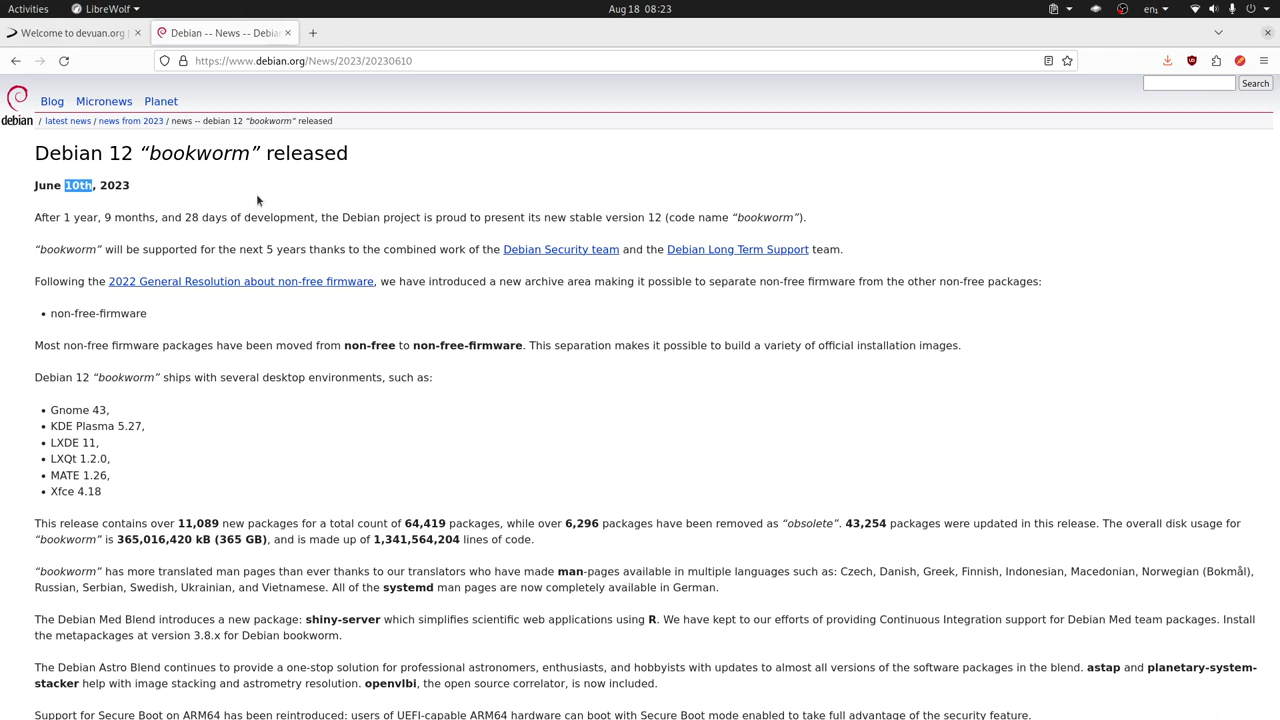 Activities LibreWolf Aug 18 08:23 en₁
Welcome to devuan.org | Debian -- News -- Debia
https://www.debian.org/News/2023/20230610
Search
Blog Micronews Planet
debian / latest news / news from 2023 / news -- debian 12 “bookworm” released
Debian 12 “bookworm” released
June 10th, 2023
After 1 year, 9 months, and 28 days of development, the Debian project is proud to present its new stable version 12 (code name “bookworm”).
“bookworm” will be supported for the next 5 years thanks to the combined work of the Debian Security team and the Debian Long Term Support team.
Following the 2022 General Resolution about non-free firmware, we have introduced a new archive area making it possible to separate non-free firmware from the other non-free packages:
• non-free-firmware
Most non-free firmware packages have been moved from non-free to non-free-firmware. This separation makes it possible to build a variety of official installation images.
Debian 12 “bookworm” ships with several desktop environments, such as:
• Gnome 43,
• KDE Plasma 5.27,
• LXDE 11,
• LXQt 1.2.0,
• MATE 1.26,
• Xfce 4.18
This release contains over 11,089 new packages for a total count of 64,419 packages, while over 6,296 packages have been removed as “obsolete”. 43,254 packages were updated in this release. The overall disk usage for
“bookworm” is 365,016,420 kB (365 GB), and is made up of 1,341,564,204 lines of code.
“bookworm” has more translated man pages than ever thanks to our translators who have made man-pages available in multiple languages such as: Czech, Danish, Greek, Finnish, Indonesian, Macedonian, Norwegian (Bokmål),
Russian, Serbian, Swedish, Ukrainian, and Vietnamese. All of the systemd man pages are now completely available in German.
The Debian Med Blend introduces a new package: shiny-server which simplifies scientific web applications using R. We have kept to our efforts of providing Continuous Integration support for Debian Med team packages. Install
the metapackages at version 3.8.x for Debian bookworm.
The Debian Astro Blend continues to provide a one-stop solution for professional astronomers, enthusiasts, and hobbyists with updates to almost all versions of the software packages in the blend. astap and planetary-system-
stacker help with image stacking and astrometry resolution. openvlbi, the open source correlator, is now included.
Support for Secure Boot on ARM64 has been reintroduced: users of UEFI-capable ARM64 hardware can boot with Secure Boot mode enabled to take full advantage of the security feature.